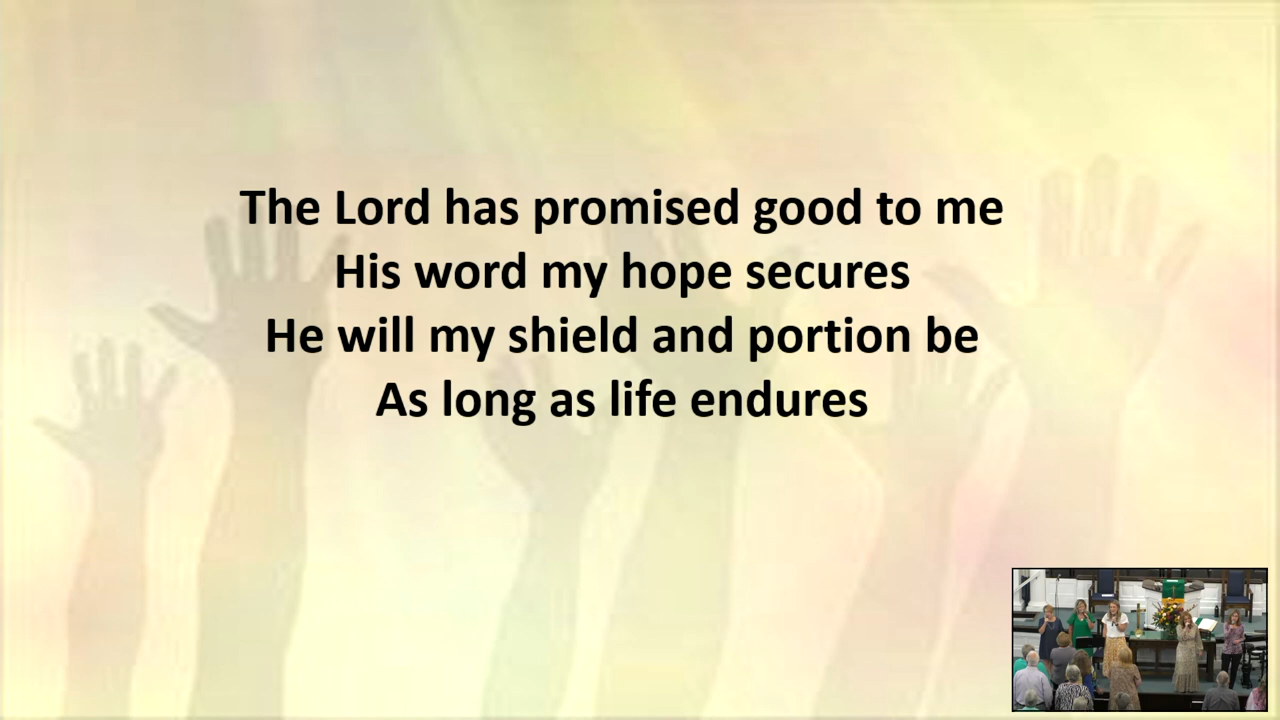 The Lord has promised good to me
His word my hope secures
He will my shield and portion be
As long as life endures